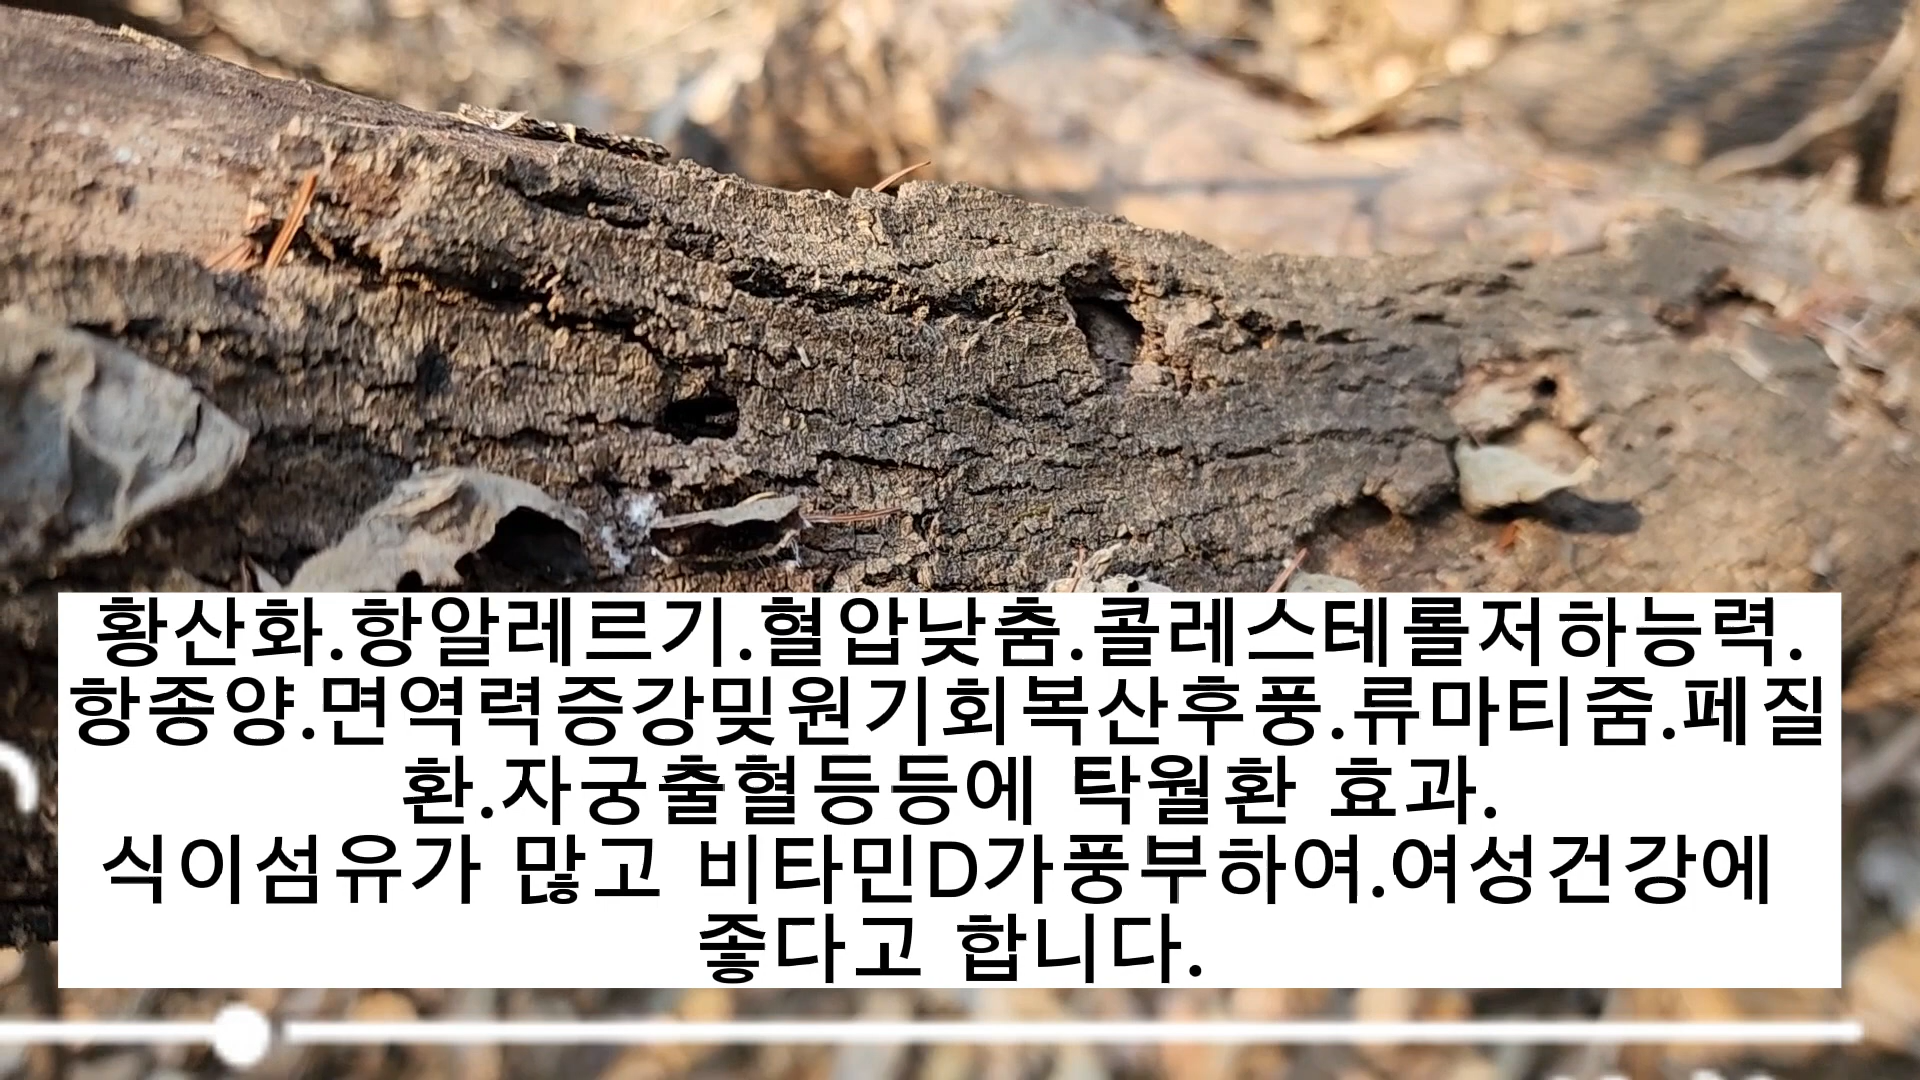 황산화.항알레르기.혈압낮춤.콜레스테롤저하능력.
항종양.면역력증강및원기회복산후풍.류마티줌.페질
환.자궁출혈등등에 탁월환 효과.
식이섬유가 많고 비타민D가풍부하여.여성건강에
좋다고 합니다.